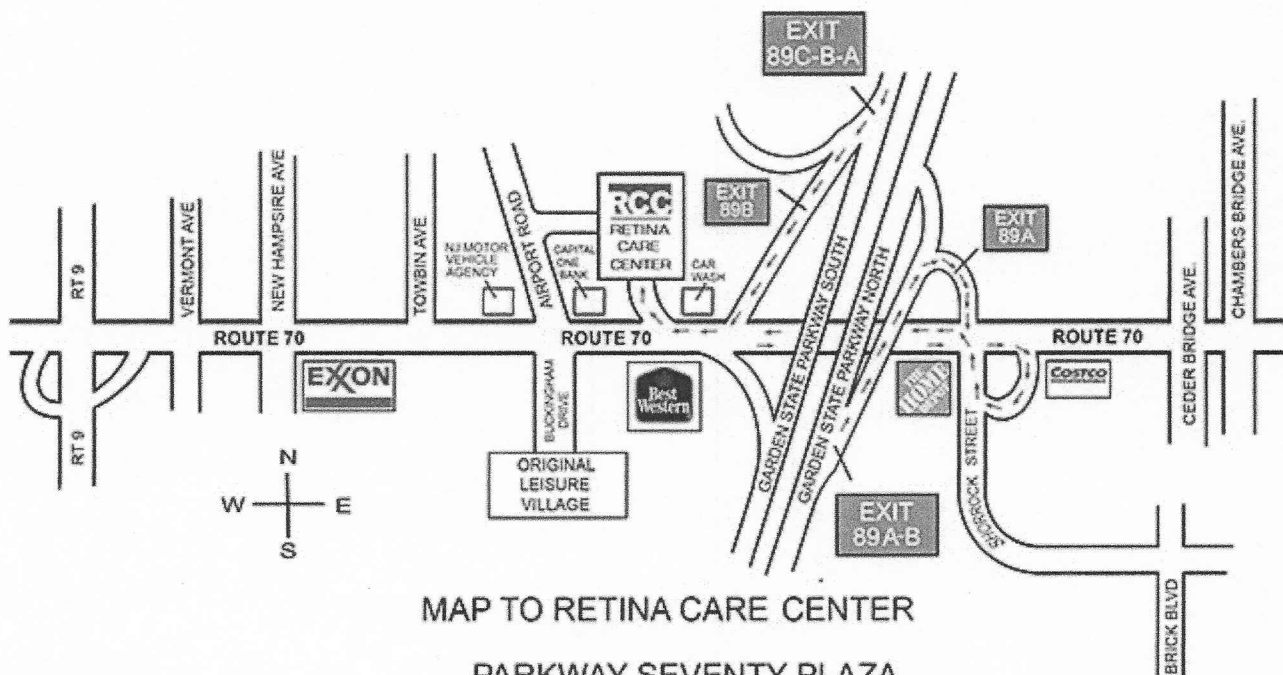 EXIT
89C-B-A
EXIT
89B
EXIT
89A
RT 9
VERMONT AVE
NEW HAMPSIRE AVE.
TOWBIN AVE.
AIRPORT ROAD
NJ MOTOR
VEHICLE
AGENCY
CAPITAL
ONE
BANK
RCC
RETINA
CARE
CENTER
CAR
WASH
GARDEN STATE PARKWAY SOUTH
GARDEN STATE PARKWAY NORTH
CEDER BRIDGE AVE.
CHAMBERS BRIDGE AVE.
ROUTE 70
ROUTE 70
ROUTE 70
EXXON
BUCKINGHAM
DRIVE
Best
Western
THE HOME
COSTCO
RT 9
ORIGINAL
LEISURE
VILLAGE
N
W E
S
EXIT
89A-B
SHORROCK STREET
BRICK BLVD
MAP TO RETINA CARE CENTER
PARKWAY SEVENTY PLAZA